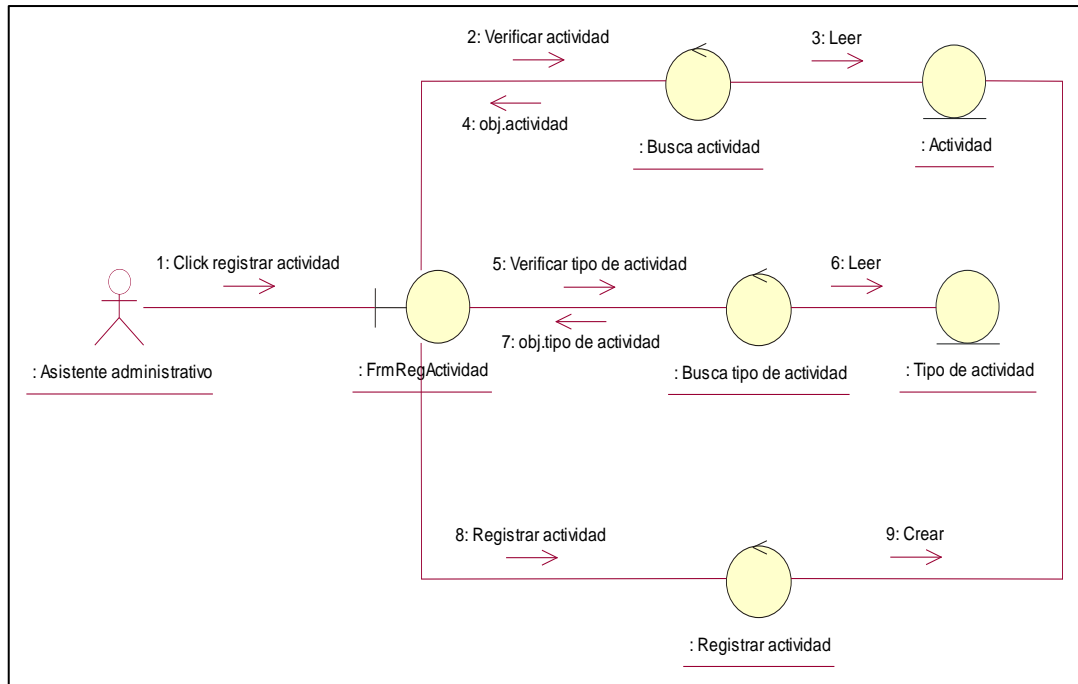 2: Verificar actividad
3: Leer
4: obj.actividad
: Busca actividad
: Actividad
1: Click registrar actividad
5: Verificar tipo de actividad
6: Leer
7: obj.tipo de actividad
: Asistente administrativo
: FrmRegActividad
: Busca tipo de actividad
: Tipo de actividad
8: Registrar actividad
9: Crear
: Registrar actividad